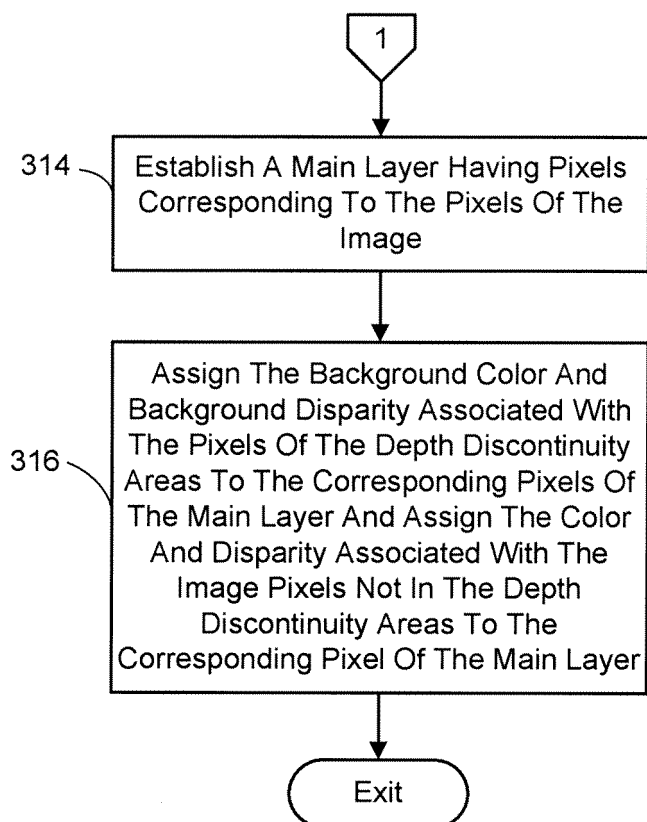 1
314
Establish A Main Layer Having Pixels
Corresponding To The Pixels Of The
Image
316
Assign The Background Color And
Background Disparity Associated With
The Pixels Of The Depth Discontinuity
Areas To The Corresponding Pixels Of
The Main Layer And Assign The Color
And Disparity Associated With The
Image Pixels Not In The Depth
Discontinuity Areas To The
Corresponding Pixel Of The Main Layer
Exit